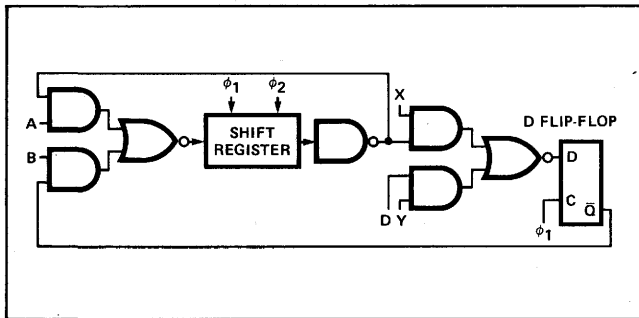 ϕ1 ϕ2
X
D FLIP-FLOP
A
SHIFT
REGISTER
D
B
C
Q̅
D Y
ϕ1